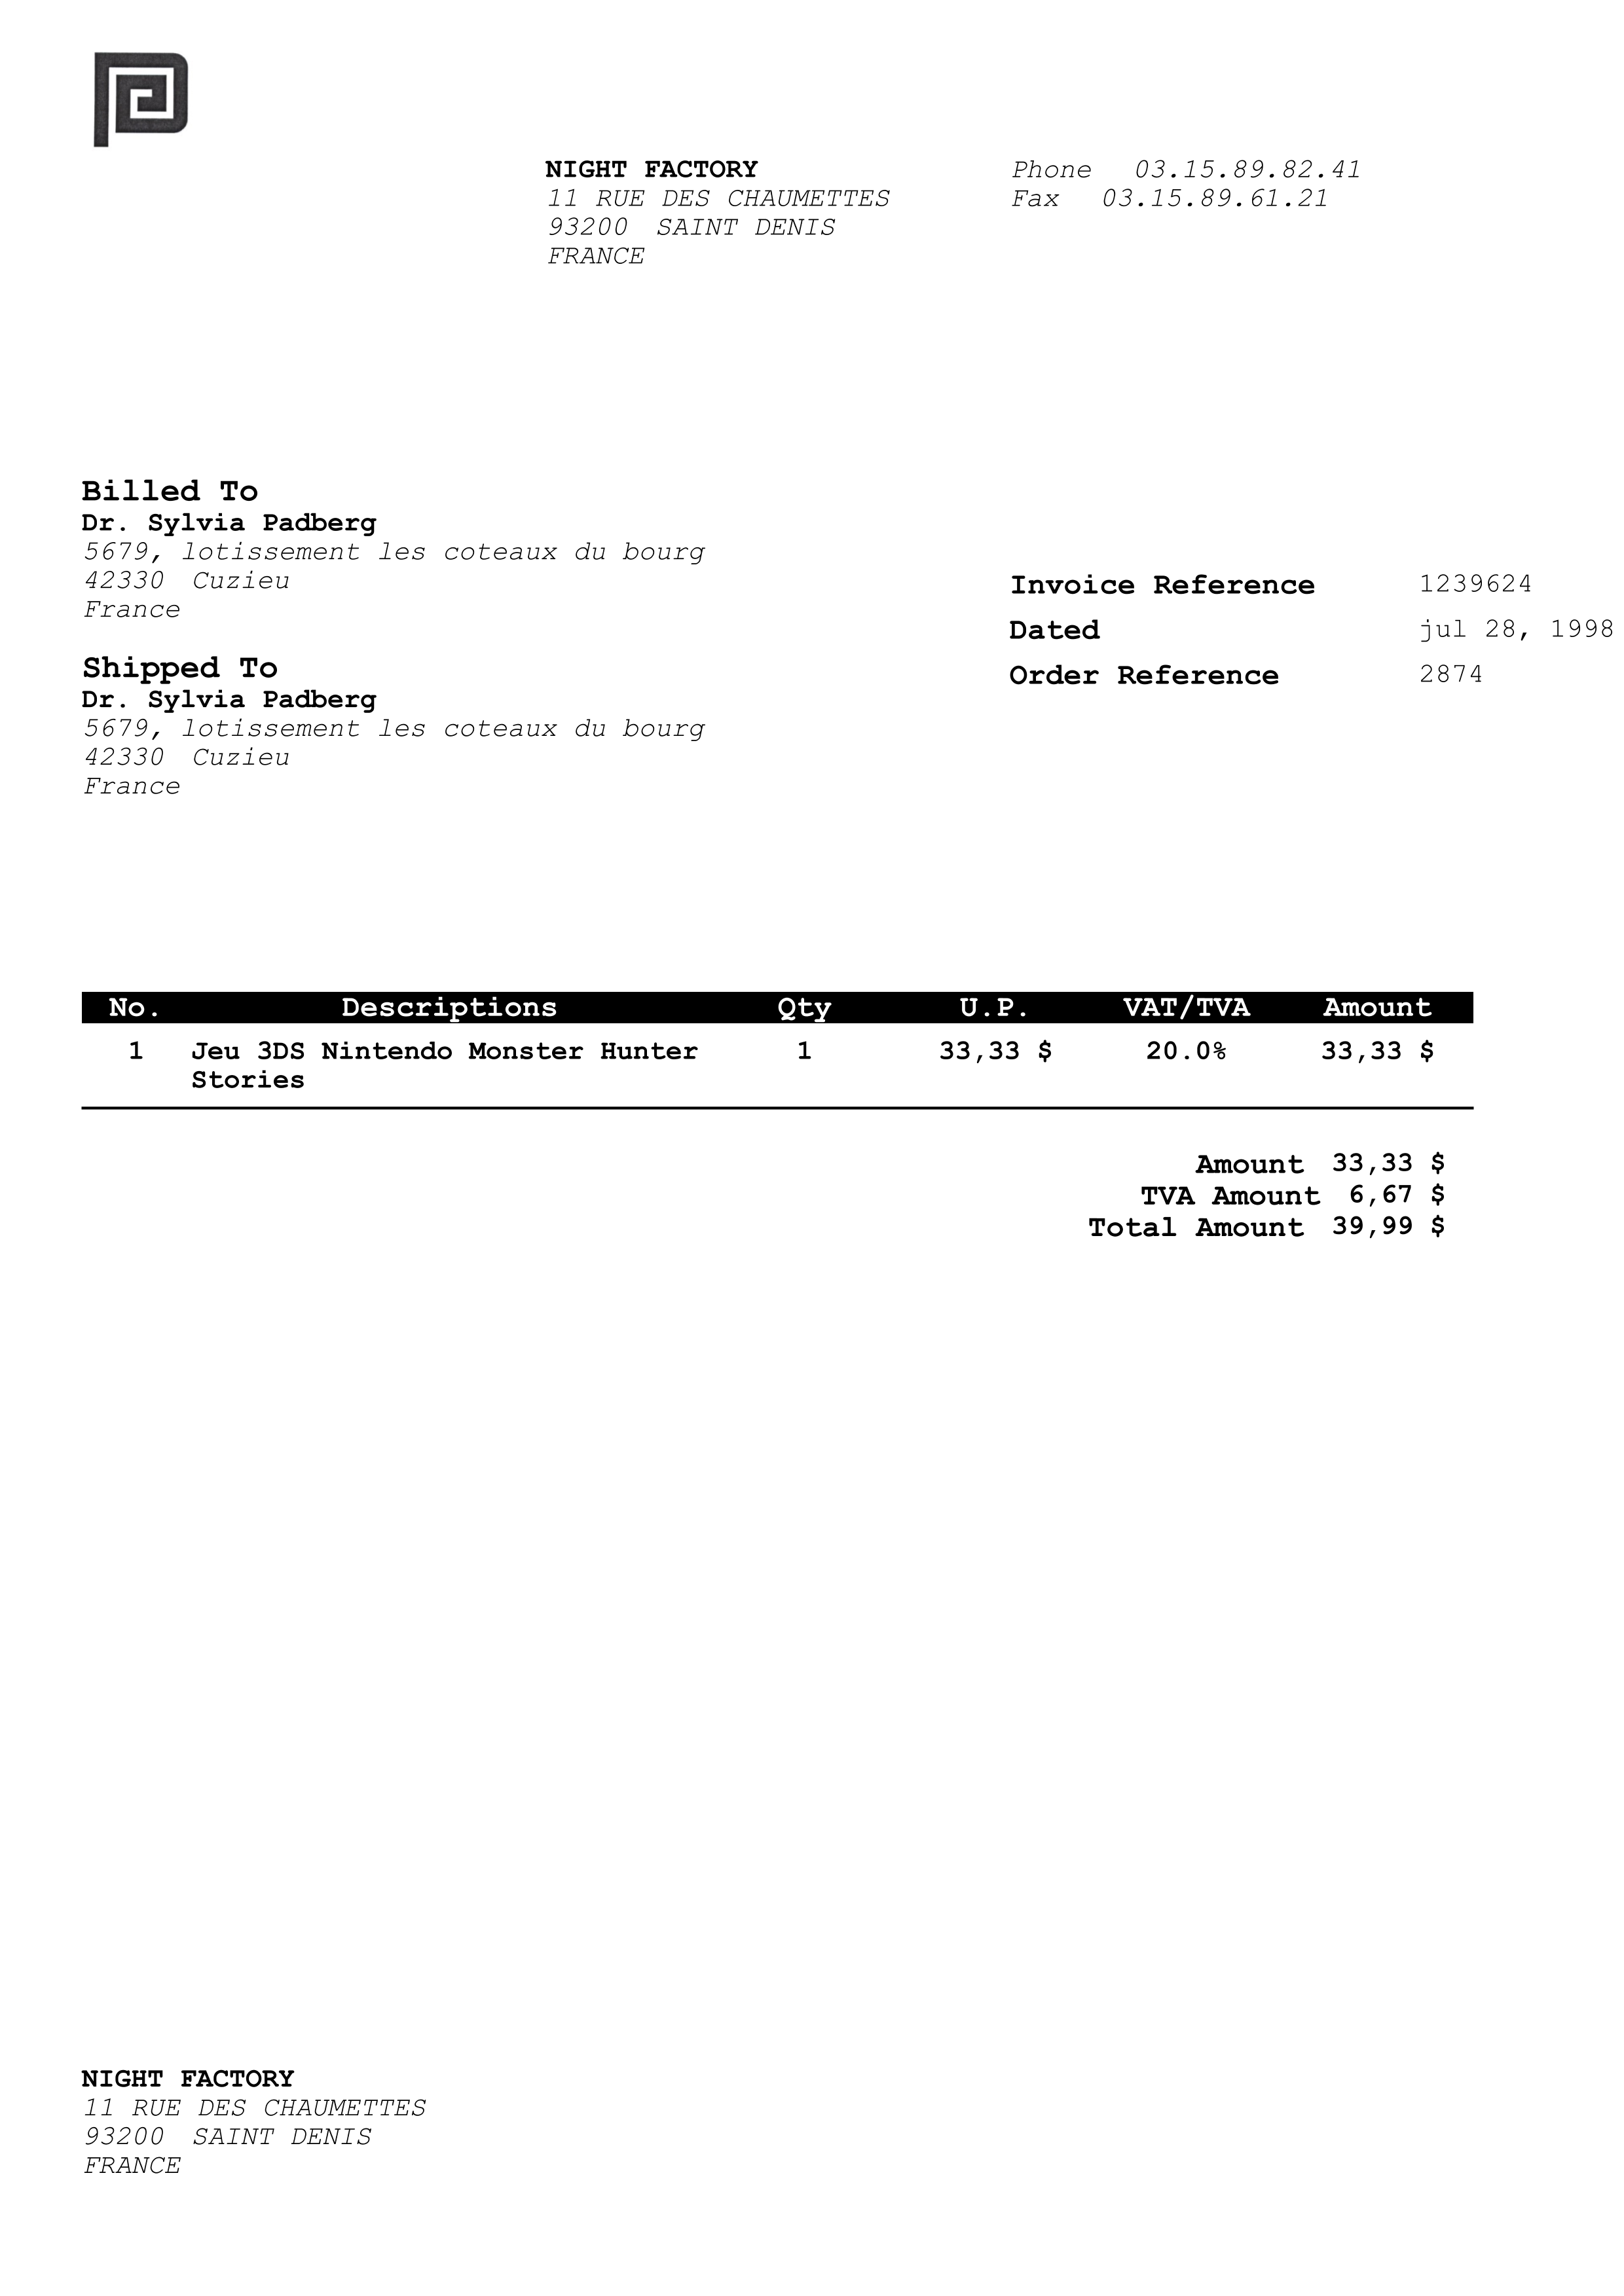 NIGHT FACTORY
11 RUE DES CHAUMETTES
93200 SAINT DENIS
FRANCE
Phone 03.15.89.82.41
Fax 03.15.89.61.21
Billed To
Dr. Sylvia Padberg
5679, lotissement les coteaux du bourg
42330 Cuzieu
France
Shipped To
Dr. Sylvia Padberg
5679, lotissement les coteaux du bourg
42330 Cuzieu
France
Invoice Reference 1239624
Dated jul 28, 1998
Order Reference 2874
No. Descriptions Qty U.P. VAT/TVA Amount
1 Jeu 3DS Nintendo Monster Hunter 1 33,33 $ 20.0% 33,33 $
Stories
Amount 33,33 $
TVA Amount 6,67 $
Total Amount 39,99 $
NIGHT FACTORY
11 RUE DES CHAUMETTES
93200 SAINT DENIS
FRANCE